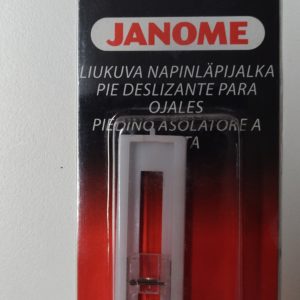 JANOME
LIUKUVA NAPINLÄPIJALKA
PIE DESLIZANTE PARA
OJALES
PIEDINO ASOLATORE A